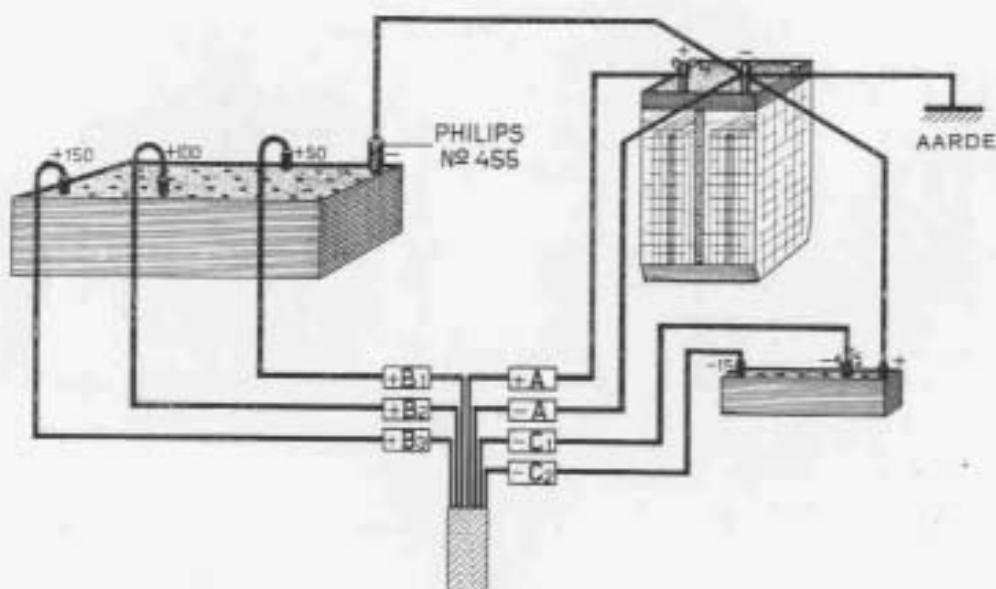 +150
+100
+50
-
PHILIPS
Nº 455
+
-
AARDE
+B1
+B2
+B3
+A
-A
-C1
-C2
-15
+